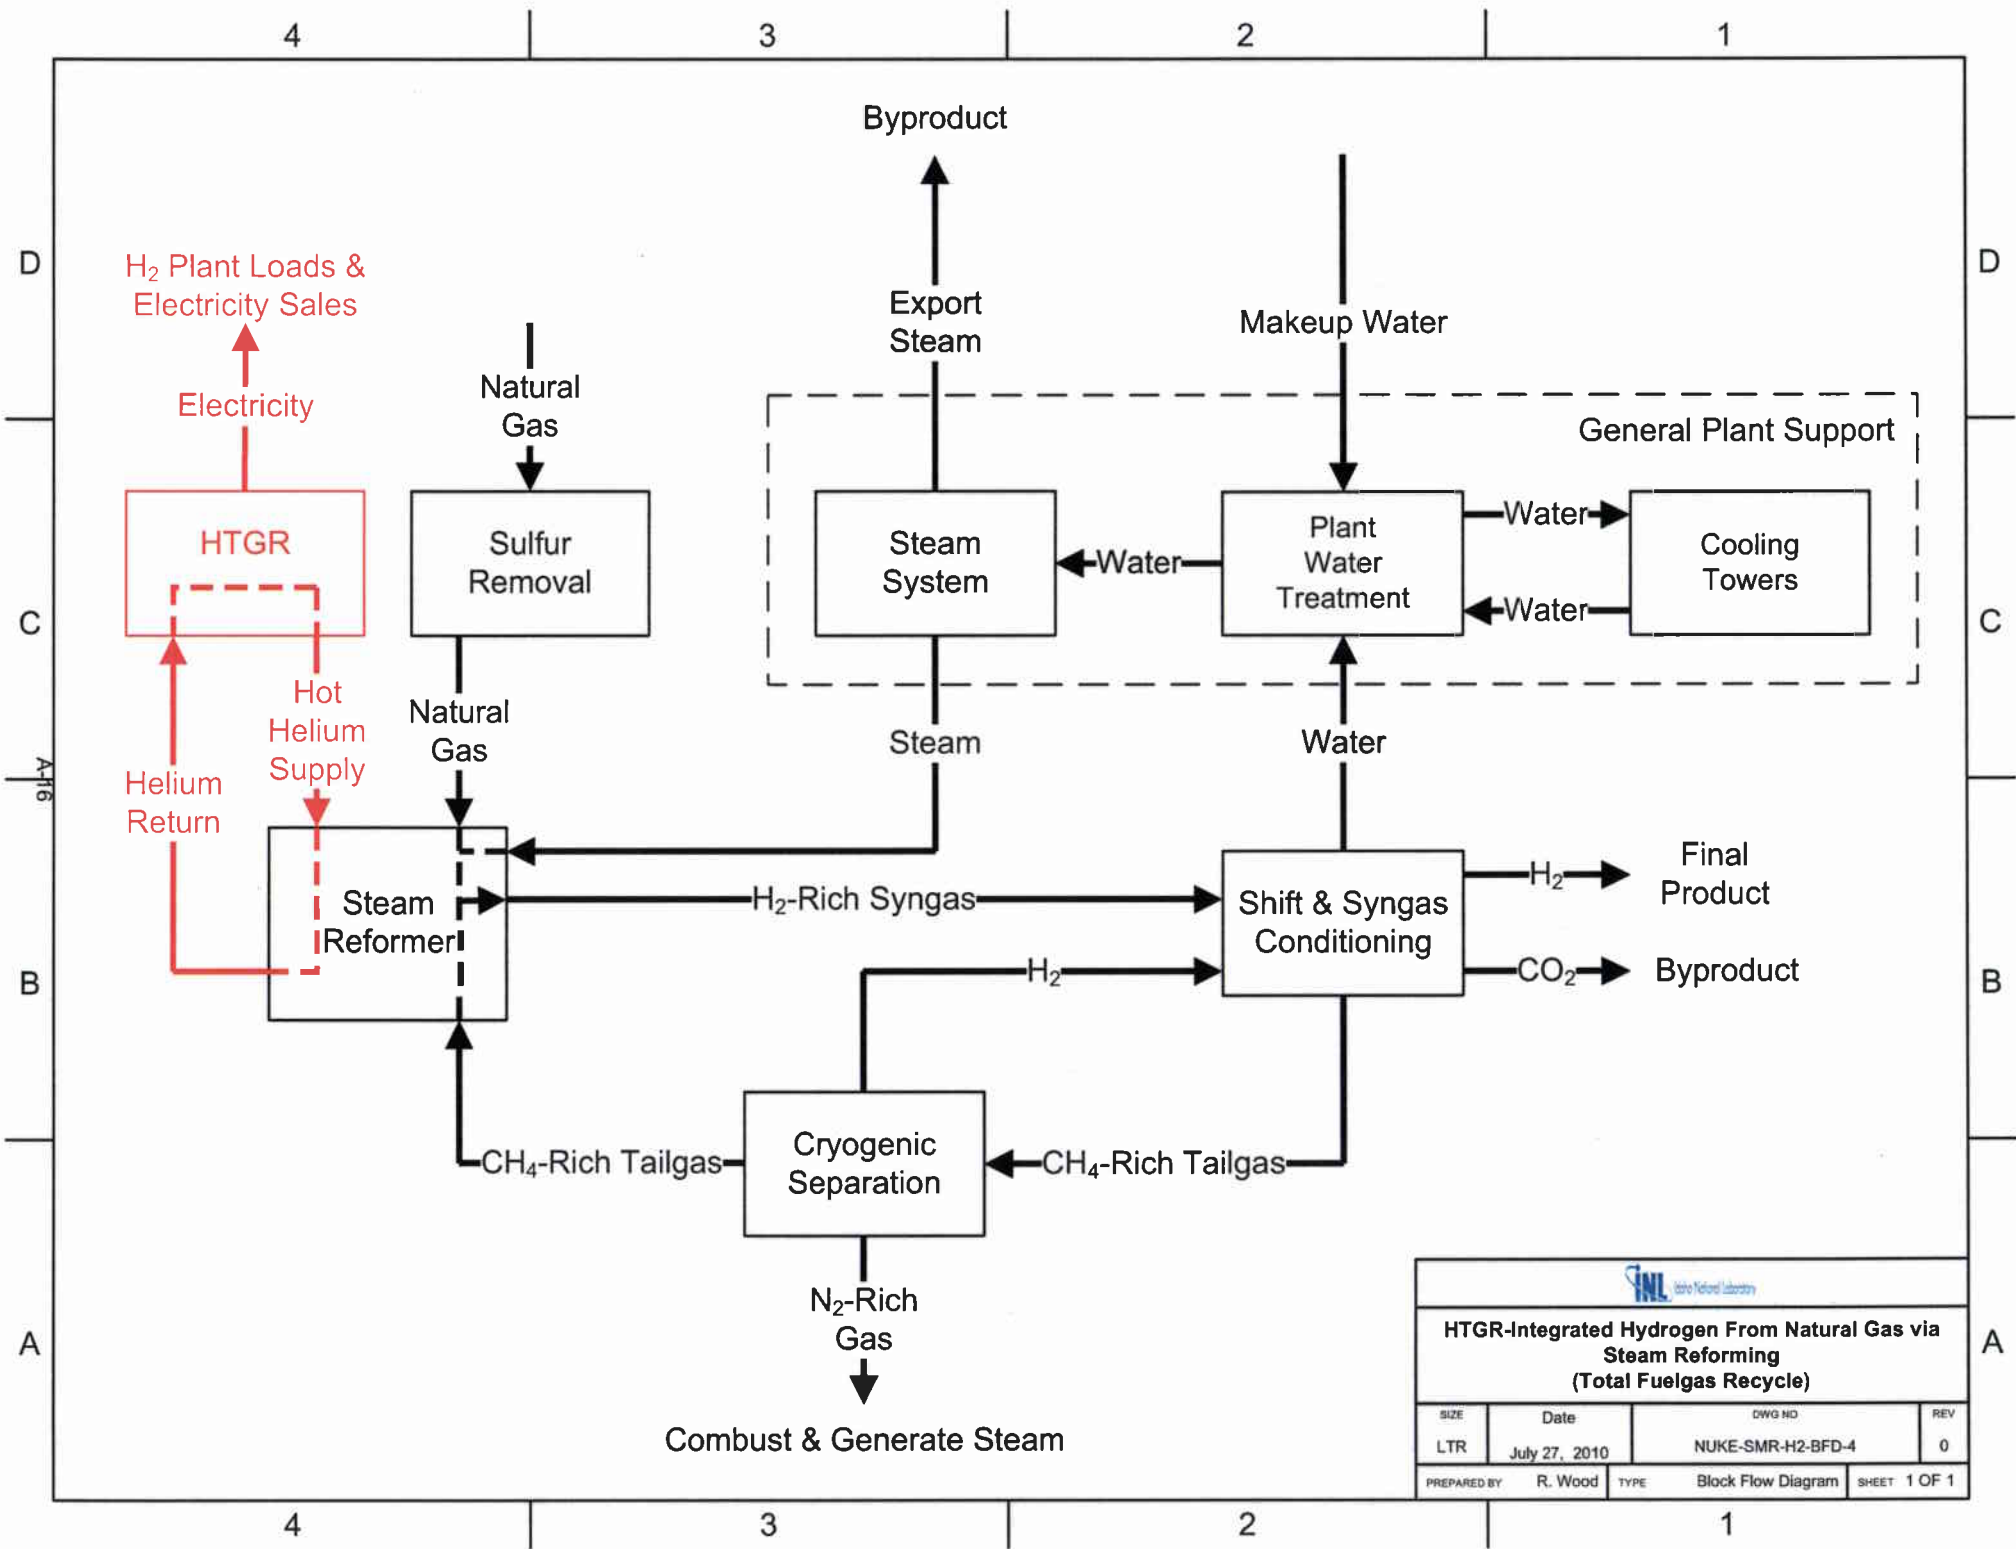 4
3
2
1
Byproduct
D
D
H₂ Plant Loads &
Electricity Sales
Export
Steam
Makeup Water
Natural
Gas
Electricity
General Plant Support
HTGR
Sulfur
Removal
Steam
System
Water
Plant
Water
Treatment
Water
Water
Cooling
Towers
C
C
Hot
Helium
Supply
Natural
Gas
Steam
Water
A-16
Helium
Return
Steam
Reformer
H₂-Rich Syngas
Shift & Syngas
Conditioning
H₂
Final
Product
B
B
H₂
CO₂
Byproduct
CH₄-Rich Tailgas
Cryogenic
Separation
CH₄-Rich Tailgas
N₂-Rich
Gas
Combust & Generate Steam
A
A
INL Idaho National Laboratory
HTGR-Integrated Hydrogen From Natural Gas via
Steam Reforming
(Total Fuelgas Recycle)
SIZE
LTR
Date
July 27, 2010
DWG NO
NUKE-SMR-H2-BFD-4
REV
0
PREPARED BY R. Wood
TYPE Block Flow Diagram
SHEET 1 OF 1
4
3
2
1